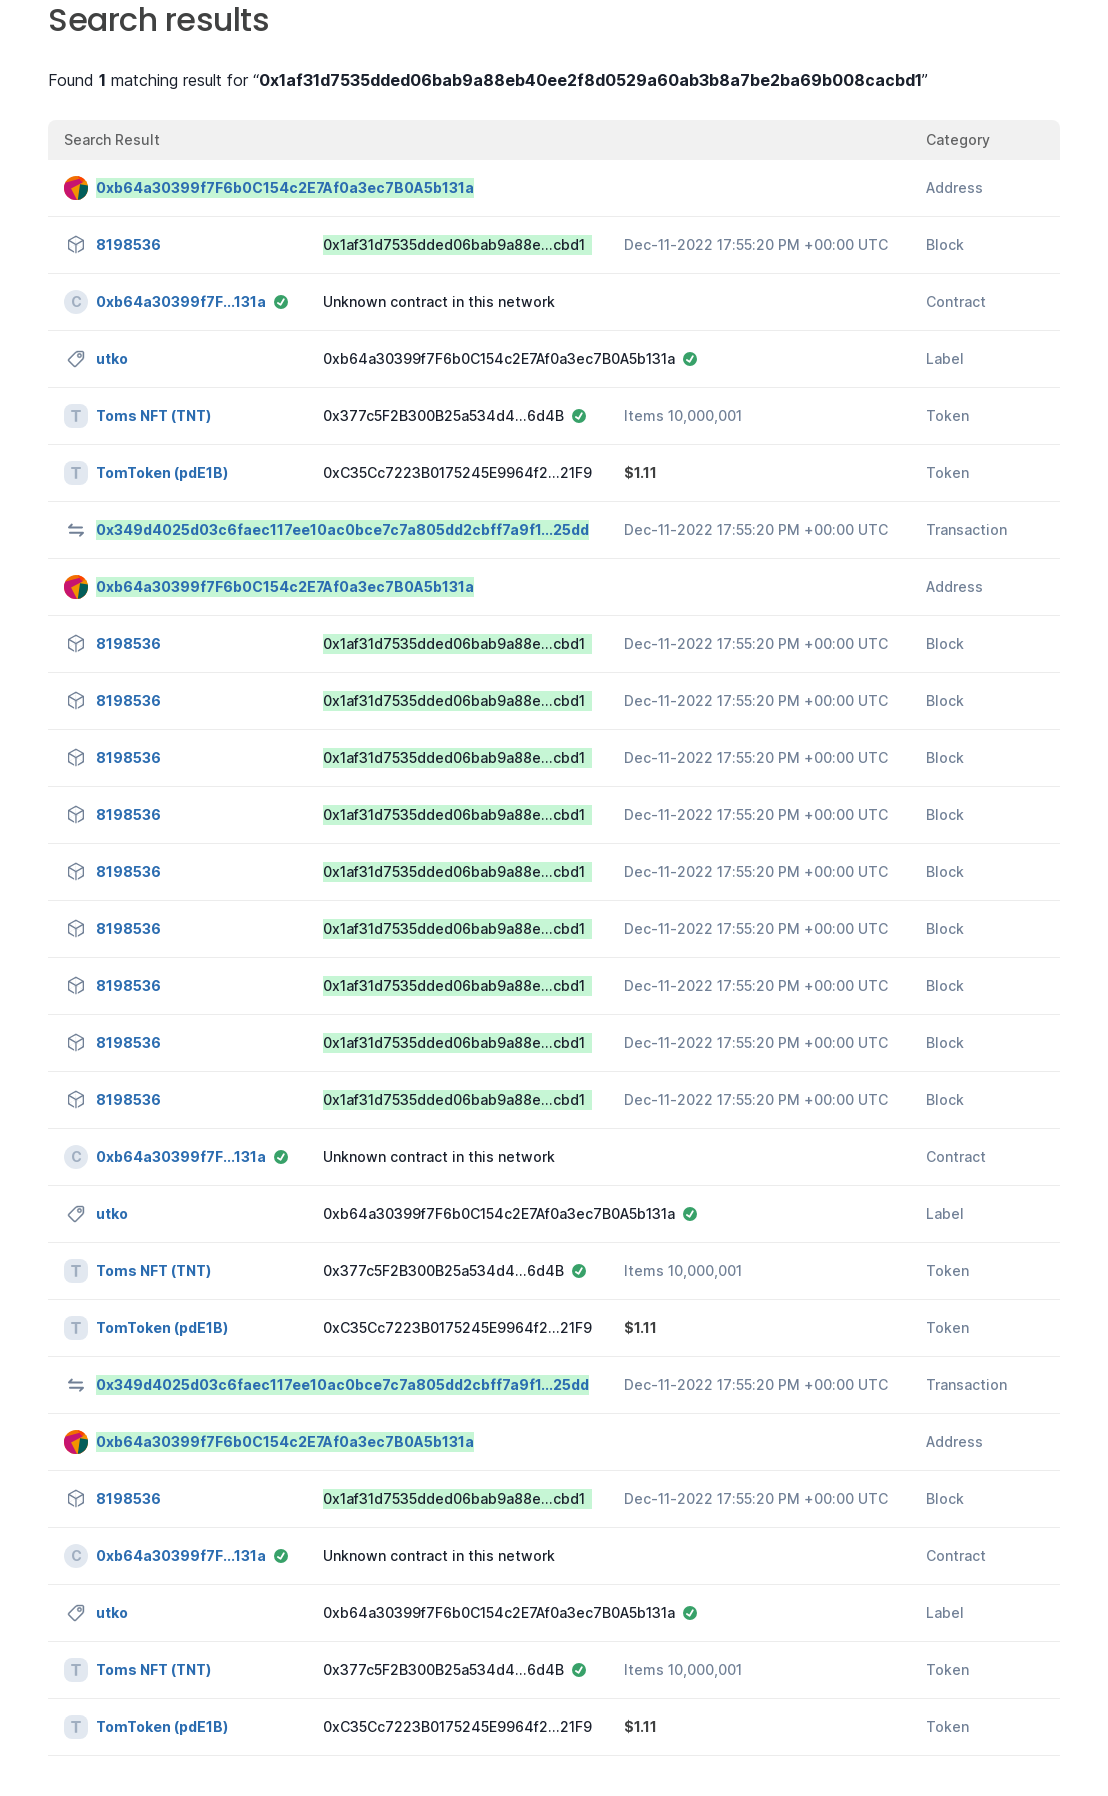 Search results
Found 1 matching result for “0x1af31d7535dded06bab9a88eb40ee2f8d0529a60ab3b8a7be2ba69b008cacbd1”
Search Result Category
0xb64a30399f7F6b0C154c2E7Af0a3ec7B0A5b131a Address
8198536 0x1af31d7535dded06bab9a88e...cbd1 Dec-11-2022 17:55:20 PM +00:00 UTC Block
C 0xb64a30399f7F...131a Unknown contract in this network Contract
utko 0xb64a30399f7F6b0C154c2E7Af0a3ec7B0A5b131a Label
T Toms NFT (TNT) 0x377c5F2B300B25a534d4...6d4B Items 10,000,001 Token
T TomToken (pdE1B) 0xC35Cc7223B0175245E9964f2...21F9 $1.11 Token
0x349d4025d03c6faec117ee10ac0bce7c7a805dd2cbff7a9f1...25dd Dec-11-2022 17:55:20 PM +00:00 UTC Transaction
0xb64a30399f7F6b0C154c2E7Af0a3ec7B0A5b131a Address
8198536 0x1af31d7535dded06bab9a88e...cbd1 Dec-11-2022 17:55:20 PM +00:00 UTC Block
8198536 0x1af31d7535dded06bab9a88e...cbd1 Dec-11-2022 17:55:20 PM +00:00 UTC Block
8198536 0x1af31d7535dded06bab9a88e...cbd1 Dec-11-2022 17:55:20 PM +00:00 UTC Block
8198536 0x1af31d7535dded06bab9a88e...cbd1 Dec-11-2022 17:55:20 PM +00:00 UTC Block
8198536 0x1af31d7535dded06bab9a88e...cbd1 Dec-11-2022 17:55:20 PM +00:00 UTC Block
8198536 0x1af31d7535dded06bab9a88e...cbd1 Dec-11-2022 17:55:20 PM +00:00 UTC Block
8198536 0x1af31d7535dded06bab9a88e...cbd1 Dec-11-2022 17:55:20 PM +00:00 UTC Block
8198536 0x1af31d7535dded06bab9a88e...cbd1 Dec-11-2022 17:55:20 PM +00:00 UTC Block
8198536 0x1af31d7535dded06bab9a88e...cbd1 Dec-11-2022 17:55:20 PM +00:00 UTC Block
C 0xb64a30399f7F...131a Unknown contract in this network Contract
utko 0xb64a30399f7F6b0C154c2E7Af0a3ec7B0A5b131a Label
T Toms NFT (TNT) 0x377c5F2B300B25a534d4...6d4B Items 10,000,001 Token
T TomToken (pdE1B) 0xC35Cc7223B0175245E9964f2...21F9 $1.11 Token
0x349d4025d03c6faec117ee10ac0bce7c7a805dd2cbff7a9f1...25dd Dec-11-2022 17:55:20 PM +00:00 UTC Transaction
0xb64a30399f7F6b0C154c2E7Af0a3ec7B0A5b131a Address
8198536 0x1af31d7535dded06bab9a88e...cbd1 Dec-11-2022 17:55:20 PM +00:00 UTC Block
C 0xb64a30399f7F...131a Unknown contract in this network Contract
utko 0xb64a30399f7F6b0C154c2E7Af0a3ec7B0A5b131a Label
T Toms NFT (TNT) 0x377c5F2B300B25a534d4...6d4B Items 10,000,001 Token
T TomToken (pdE1B) 0xC35Cc7223B0175245E9964f2...21F9 $1.11 Token